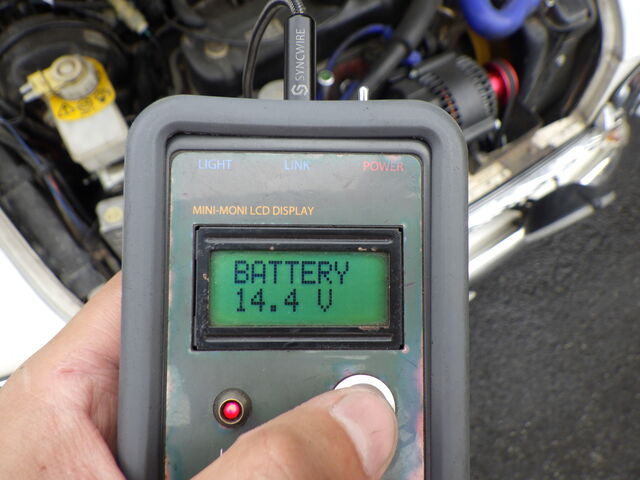 SYNCWIRE
LIGHT LINK POWER
MINI-MONI LCD DISPLAY
BATTERY
14.4 V